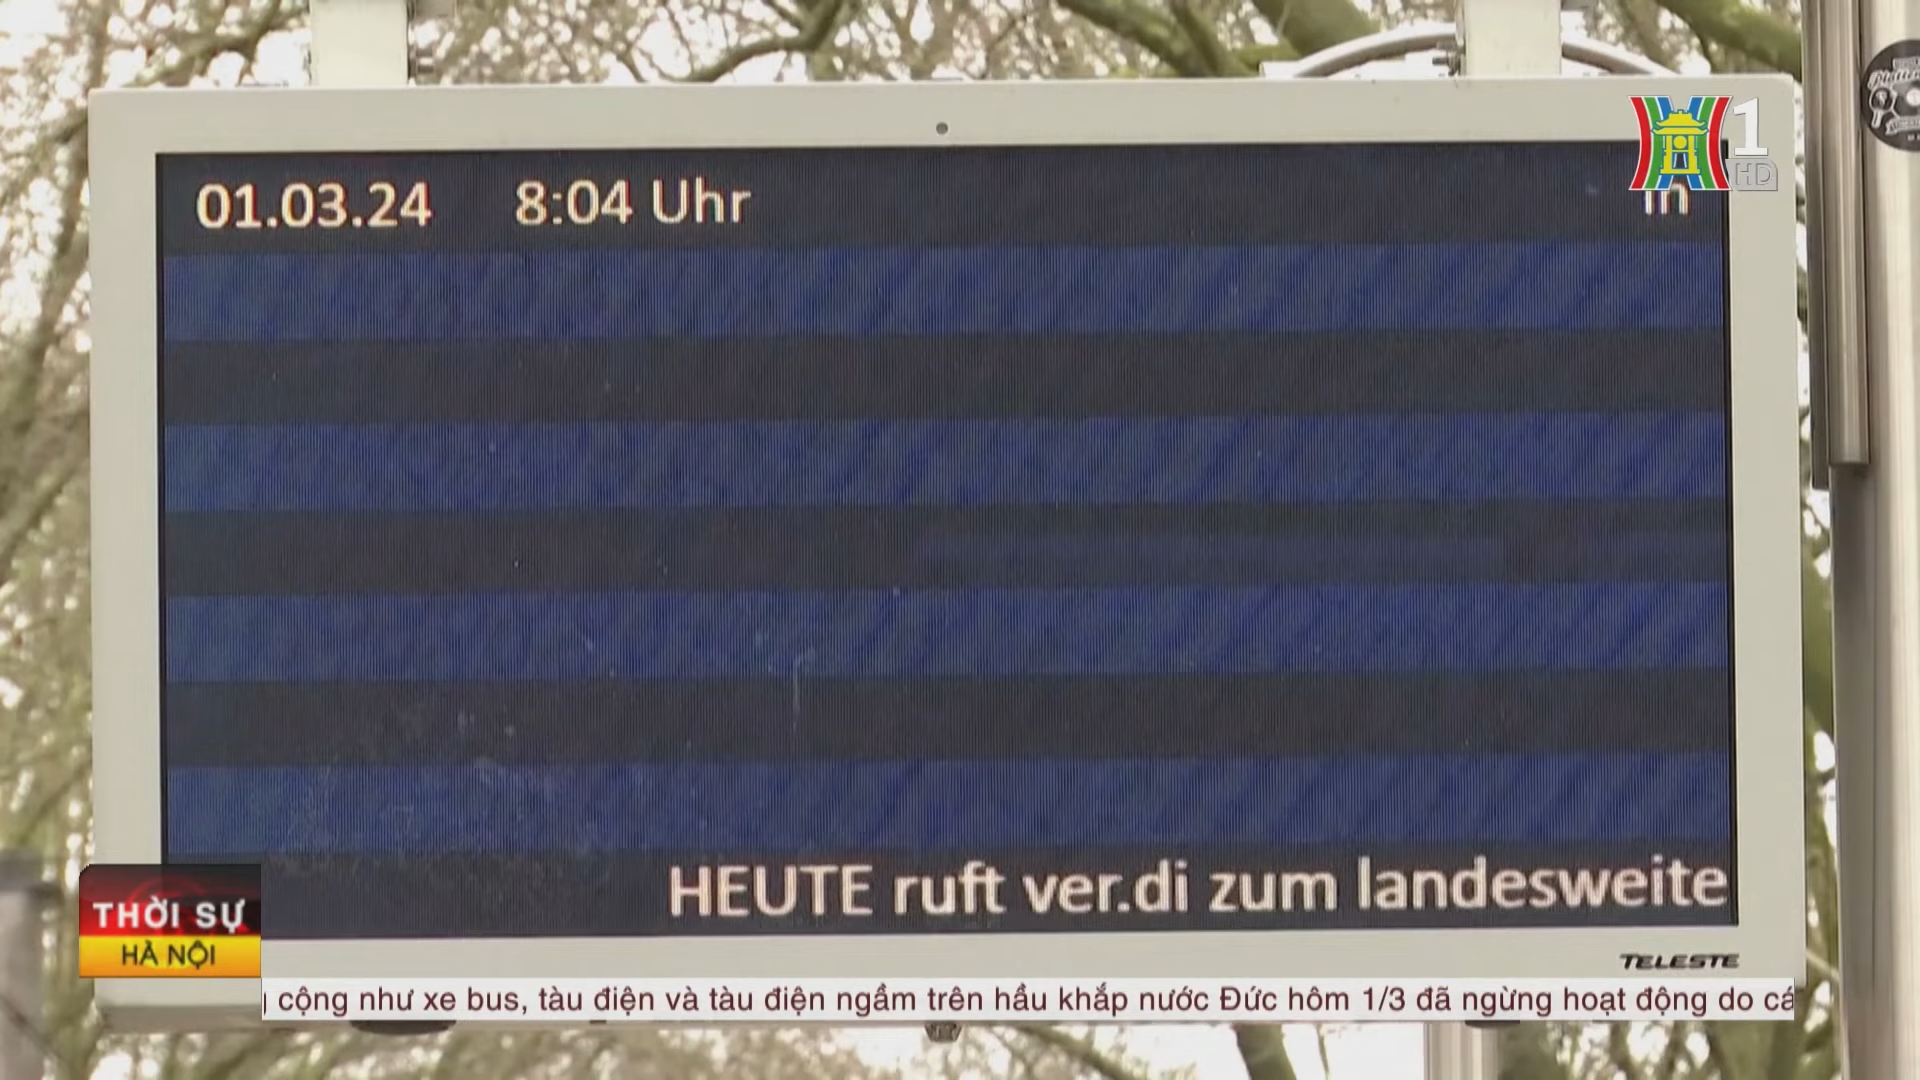 01.03.24 8:04 Uhr in
1
HD
HEUTE ruft ver.di zum landesweite
TELESTE
THỜI SỰ
HÀ NỘI
cộng như xe bus, tàu điện và tàu điện ngầm trên hầu khắp nước Đức hôm 1/3 đã ngừng hoạt động do cá